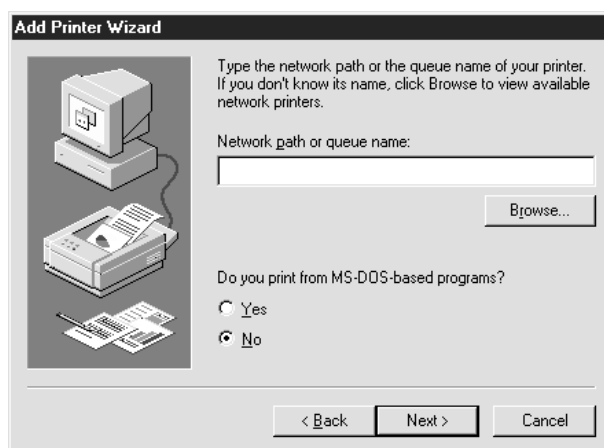 Add Printer Wizard
Type the network path or the queue name of your printer.
If you don't know its name, click Browse to view available
network printers.
Network path or queue name:
Browse...
Do you print from MS-DOS-based programs?
Yes
No
< Back
Next >
Cancel